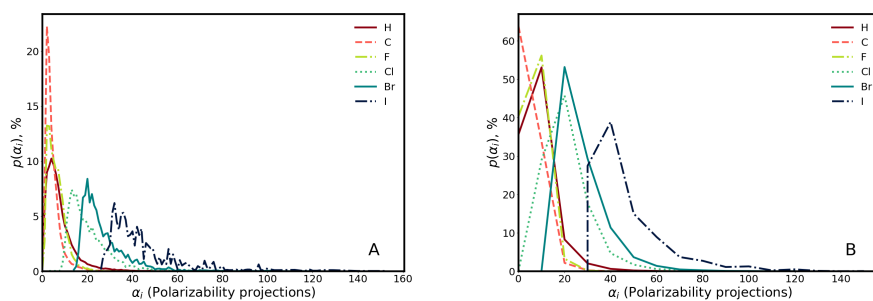 20
15
10
5
0
p(αi), %
H
C
F
Cl
Br
I
A
0 20 40 60 80 100 120 140 160
αi (Polarizability projections)
60
50
40
30
20
10
0
p(αi), %
H
C
F
Cl
Br
I
B
0 20 40 60 80 100 120 140
αi (Polarizability projections)